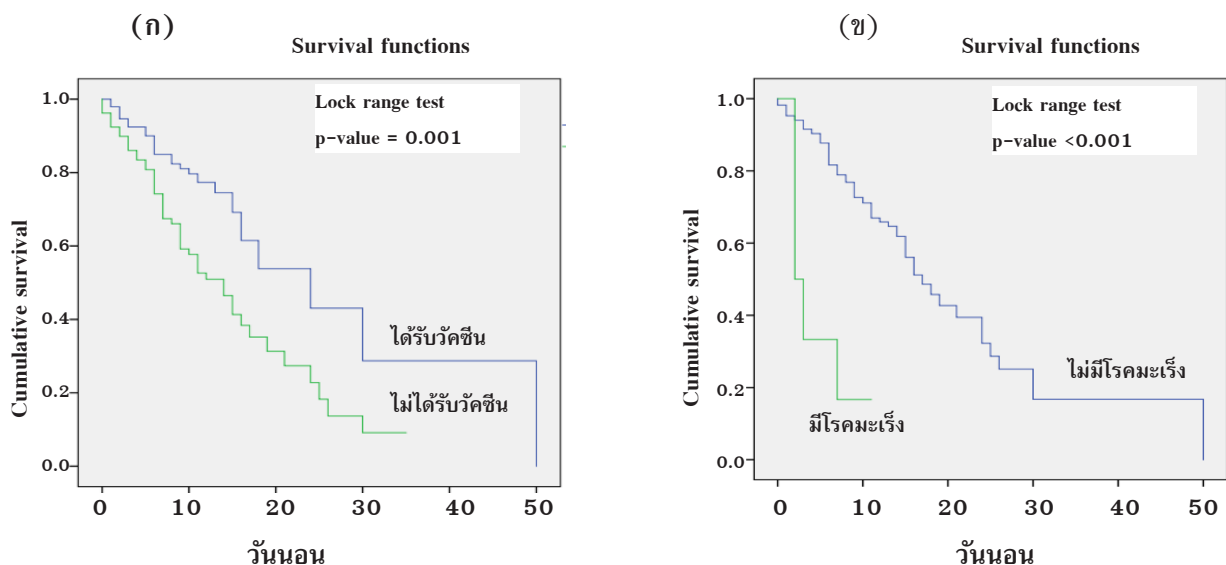 (ก)
Survival functions
Lock range test
p-value = 0.001
1.0
0.8
0.6
0.4
0.2
0.0
Cumulative survival
ได้รับวัคซีน
ไม่ได้รับวัคซีน
0 10 20 30 40 50
วันนอน
(ข)
Survival functions
Lock range test
p-value <0.001
1.0
0.8
0.6
0.4
0.2
0.0
Cumulative survival
ไม่มีโรคมะเร็ง
มีโรคมะเร็ง
0 10 20 30 40 50
วันนอน